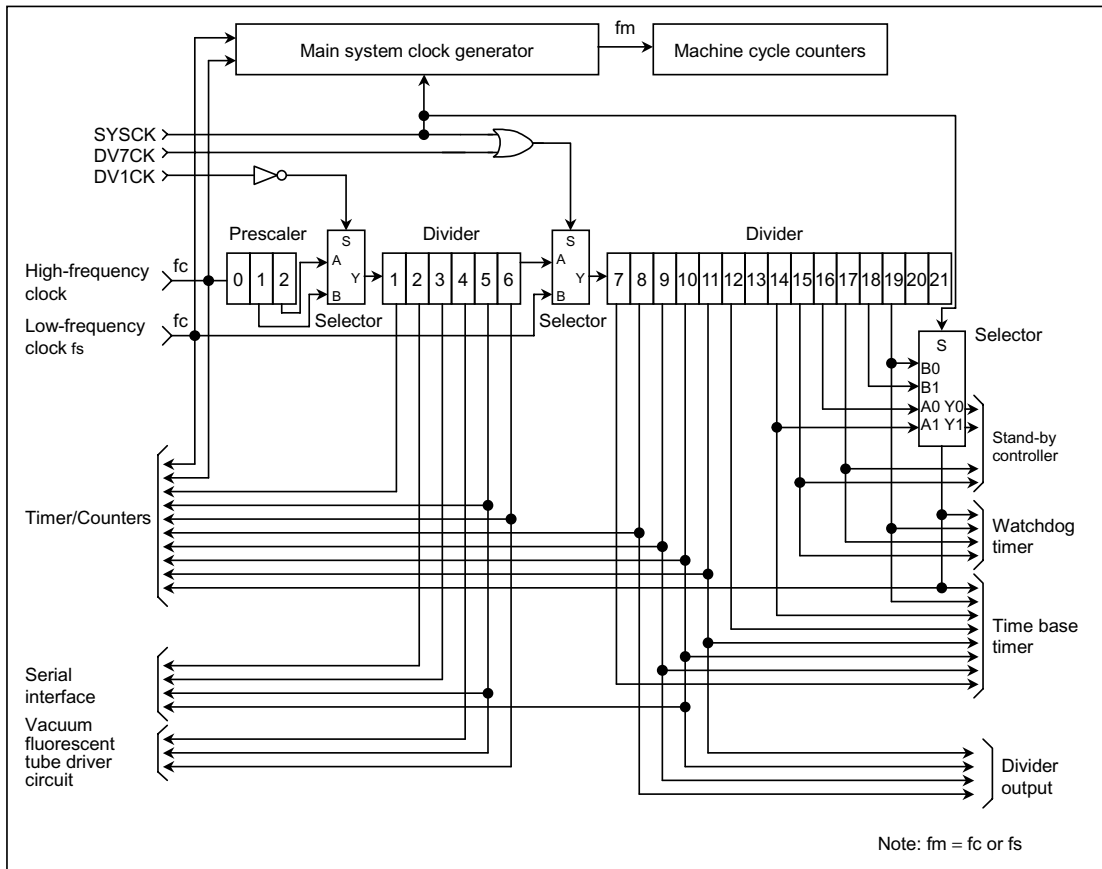 fm
Main system clock generator
Machine cycle counters
SYSCK
DV7CK
DV1CK
Prescaler
S
Divider
S
Divider
High-frequency
clock
fc
0 1 2
A
Y
B
1 2 3 4 5 6
A
Y
B
7 8 9 10 11 12 13 14 15 16 17 18 19 20 21
Selector
Selector
Low-frequency
clock fs
fc
Selector
S
B0
B1
A0 Y0
A1 Y1
Stand-by
controller
Timer/Counters
Watchdog
timer
Time base
timer
Serial
interface
Vacuum
fluorescent
tube driver
circuit
Divider
output
Note: fm = fc or fs